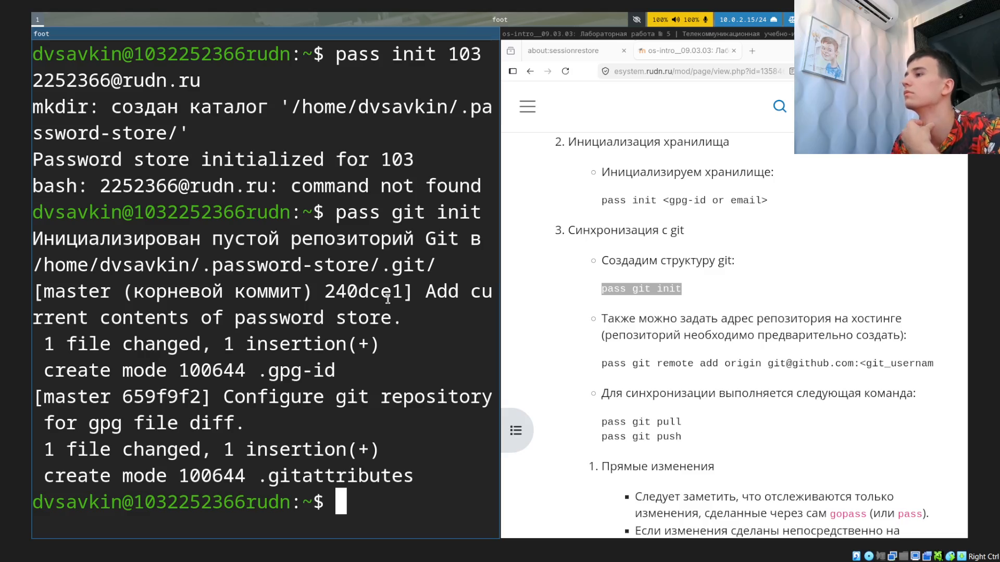 1
foot
100% 100%
10.0.2.15/24
foot
dvsavkin@1032252366rudn:~$ pass init 103
2252366@rudn.ru
mkdir: создан каталог '/home/dvsavkin/.pa
ssword-store/'
Password store initialized for 103
bash: 2252366@rudn.ru: command not found
dvsavkin@1032252366rudn:~$ pass git init
Инициализирован пустой репозиторий Git в
/home/dvsavkin/.password-store/.git/
[master (корневой коммит) 240dce1] Add cu
rrent contents of password store.
1 file changed, 1 insertion(+)
create mode 100644 .gpg-id
[master 659f9f2] Configure git repository
for gpg file diff.
1 file changed, 1 insertion(+)
create mode 100644 .gitattributes
dvsavkin@1032252366rudn:~$
os-intro__09.03.03: Лабораторная работа № 5 | Телекоммуникационная учебно-и
about:sessionrestore
os-intro__09.03.03: Лаб
esystem.rudn.ru/mod/page/view.php?id=13584
2. Инициализация хранилища
Инициализируем хранилище:
pass init <gpg-id or email>
3. Синхронизация с git
Создадим структуру git:
pass git init
Также можно задать адрес репозитория на хостинге
(репозиторий необходимо предварительно создать):
pass git remote add origin git@github.com:<git_usernam
Для синхронизации выполняется следующая команда:
pass git pull
pass git push
1. Прямые изменения
Следует заметить, что отслеживаются только
изменения, сделанные через сам gopass (или pass).
Если изменения сделаны непосредственно на
Right Ctrl